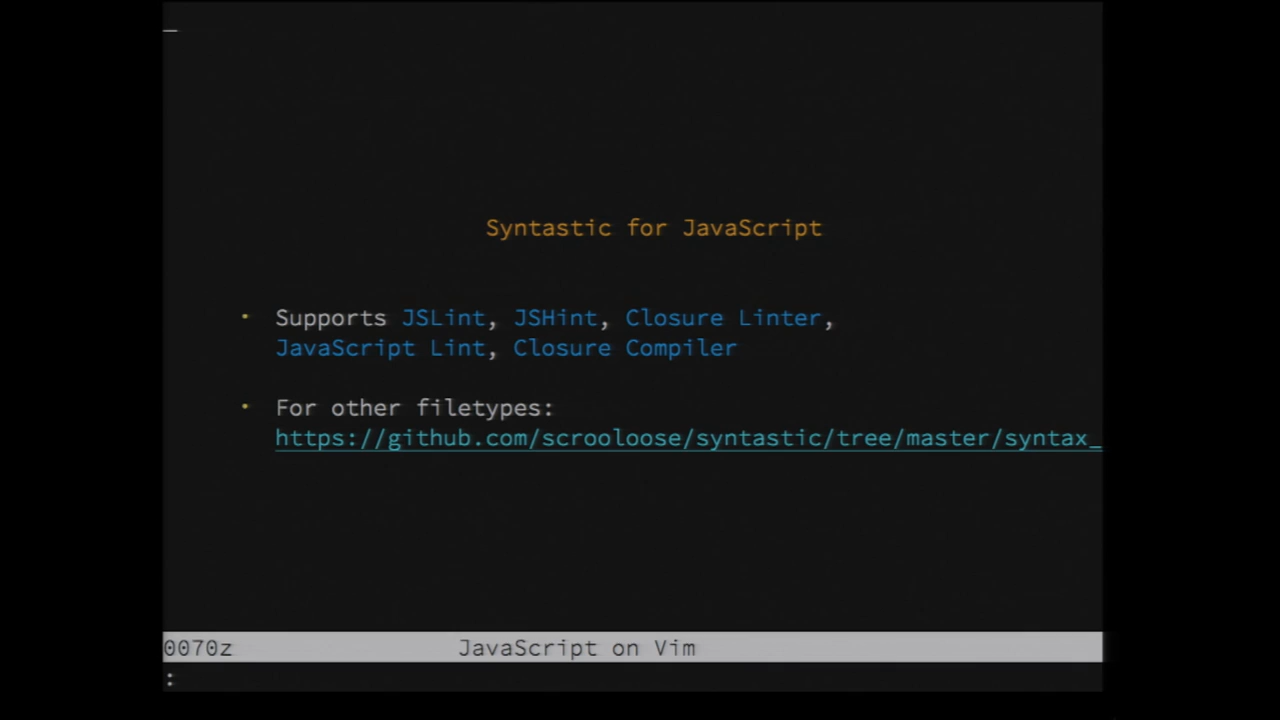 Syntastic for JavaScript
• Supports JSLint, JSHint, Closure Linter,
JavaScript Lint, Closure Compiler
• For other filetypes:
https://github.com/scrooloose/syntastic/tree/master/syntax_
0070z JavaScript on Vim
: